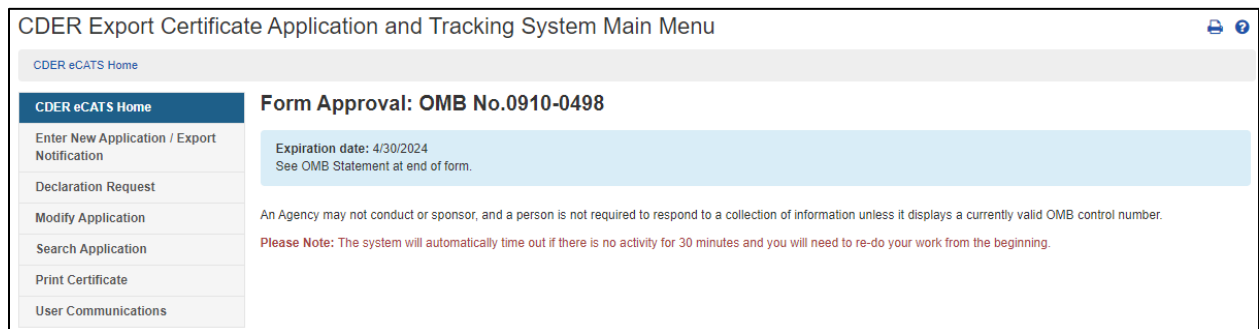 CDER Export Certificate Application and Tracking System Main Menu
CDER eCATS Home
CDER eCATS Home
Enter New Application / Export
Notification
Declaration Request
Modify Application
Search Application
Print Certificate
User Communications
Form Approval: OMB No.0910-0498
Expiration date: 4/30/2024
See OMB Statement at end of form.
An Agency may not conduct or sponsor, and a person is not required to respond to a collection of information unless it displays a currently valid OMB control number.
Please Note: The system will automatically time out if there is no activity for 30 minutes and you will need to re-do your work from the beginning.